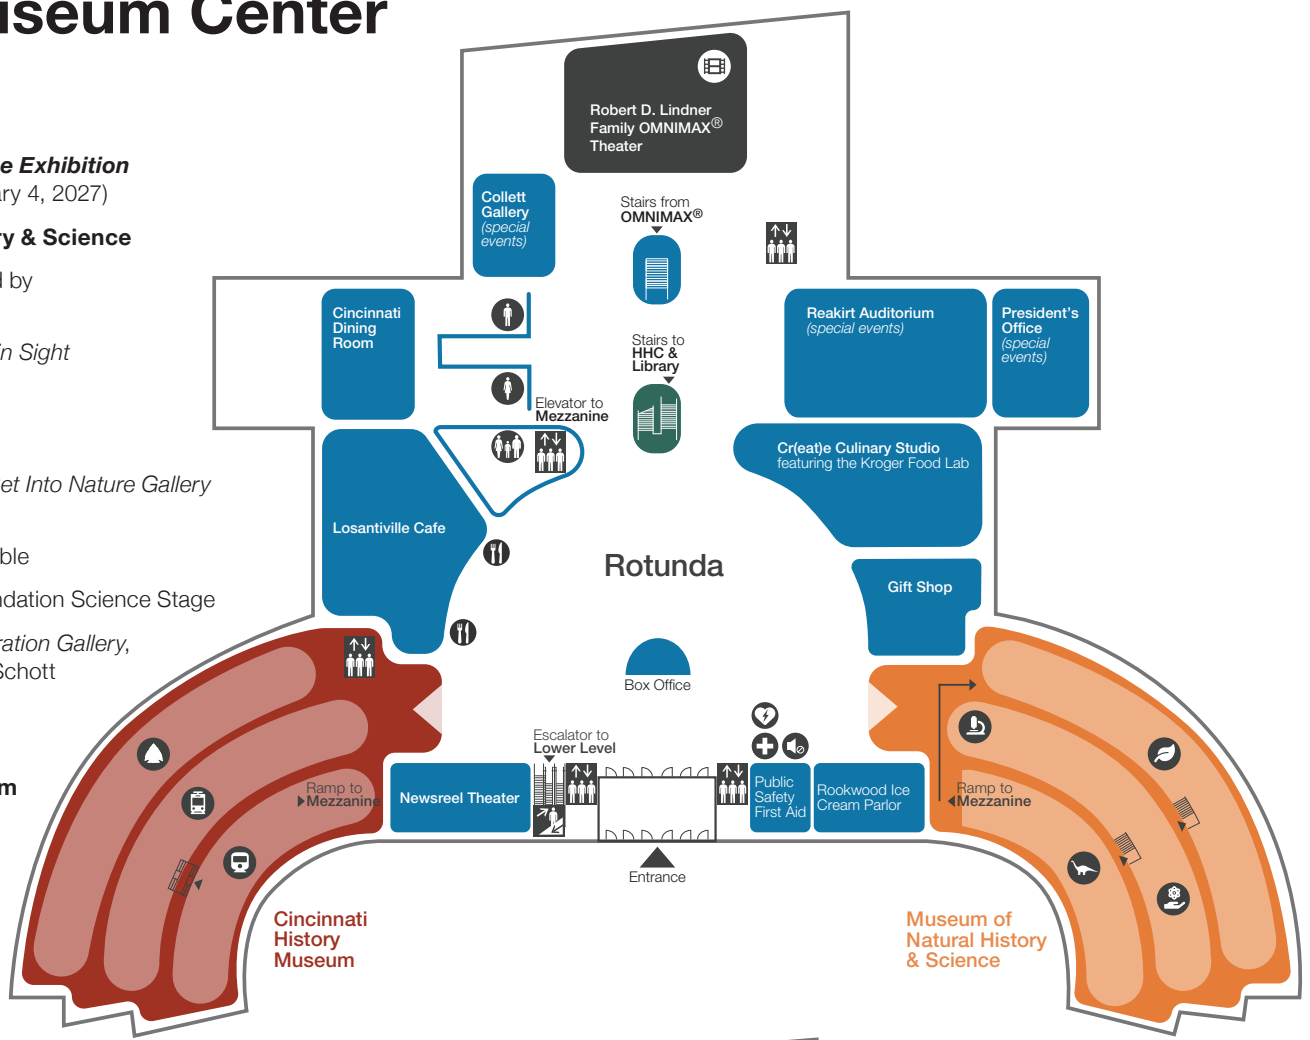 Museum Center
e Exhibition
ary 4, 2027)
ry & Science
d by
in Sight
et Into Nature Gallery
ble
ndation Science Stage
ration Gallery,
Schott
m
Robert D. Lindner
Family OMNIMAX®
Theater
Collett
Gallery
(special
events)
Stairs from
OMNIMAX®
Cincinnati
Dining
Room
Stairs to
HHC &
Library
Reakirt Auditorium
(special events)
President's
Office
(special
events)
Elevator to
Mezzanine
Cr(eat)e Culinary Studio
featuring the Kroger Food Lab
Losantiville Cafe
Rotunda
Gift Shop
Box Office
Escalator to
Lower Level
Ramp to
Mezzanine
Newsreel Theater
Public
Safety
First Aid
Rookwood Ice
Cream Parlor
Ramp to
Mezzanine
Entrance
Cincinnati
History
Museum
Museum of
Natural History
& Science